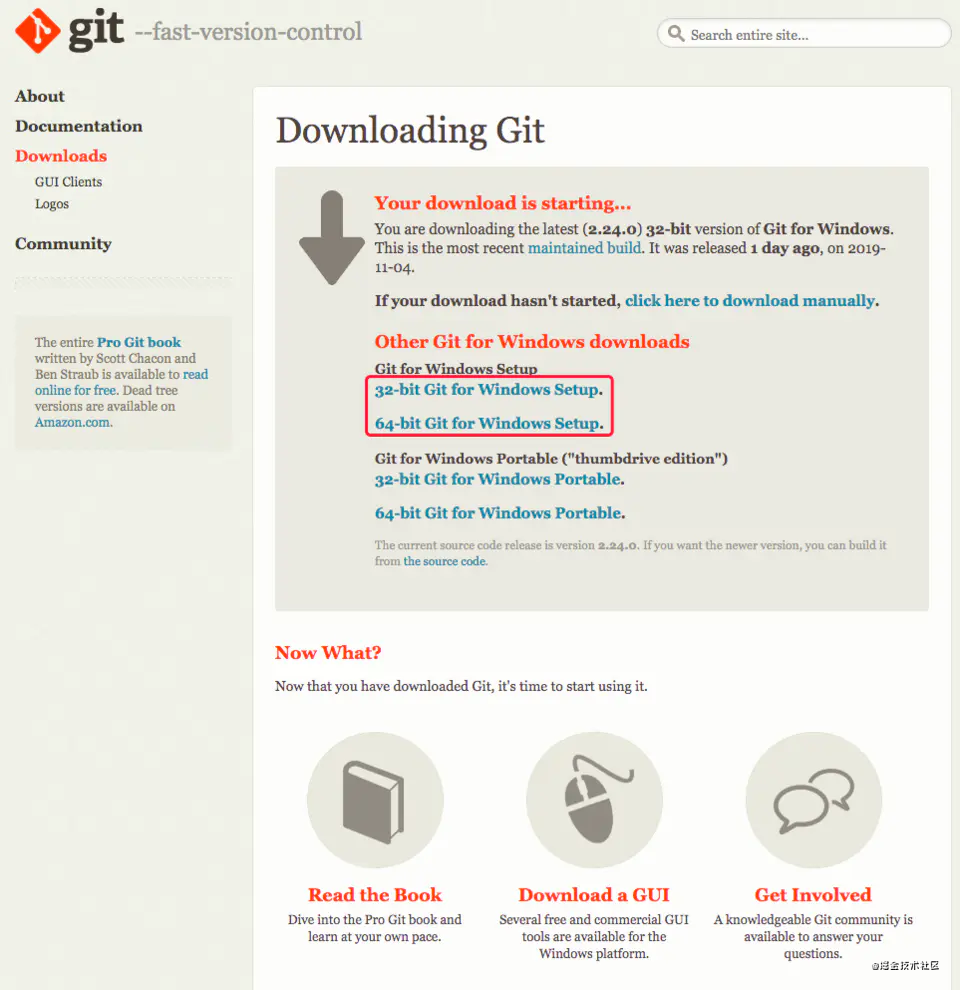 git --fast-version-control
Search entire site...
About
Documentation
Downloads
GUI Clients
Logos
Community
The entire Pro Git book
written by Scott Chacon and
Ben Straub is available to read
online for free. Dead tree
versions are available on
Amazon.com.
Downloading Git
Your download is starting...
You are downloading the latest (2.24.0) 32-bit version of Git for Windows.
This is the most recent maintained build. It was released 1 day ago, on 2019-
11-04.
If your download hasn't started, click here to download manually.
Other Git for Windows downloads
Git for Windows Setup
32-bit Git for Windows Setup.
64-bit Git for Windows Setup.
Git for Windows Portable ("thumbdrive edition")
32-bit Git for Windows Portable.
64-bit Git for Windows Portable.
The current source code release is version 2.24.0. If you want the newer version, you can build it
from the source code.
Now What?
Now that you have downloaded Git, it's time to start using it.
Read the Book
Dive into the Pro Git book and
learn at your own pace.
Download a GUI
Several free and commercial GUI
tools are available for the
Windows platform.
Get Involved
A knowledgeable Git community is
available to answer your
questions.
@掘金技术社区